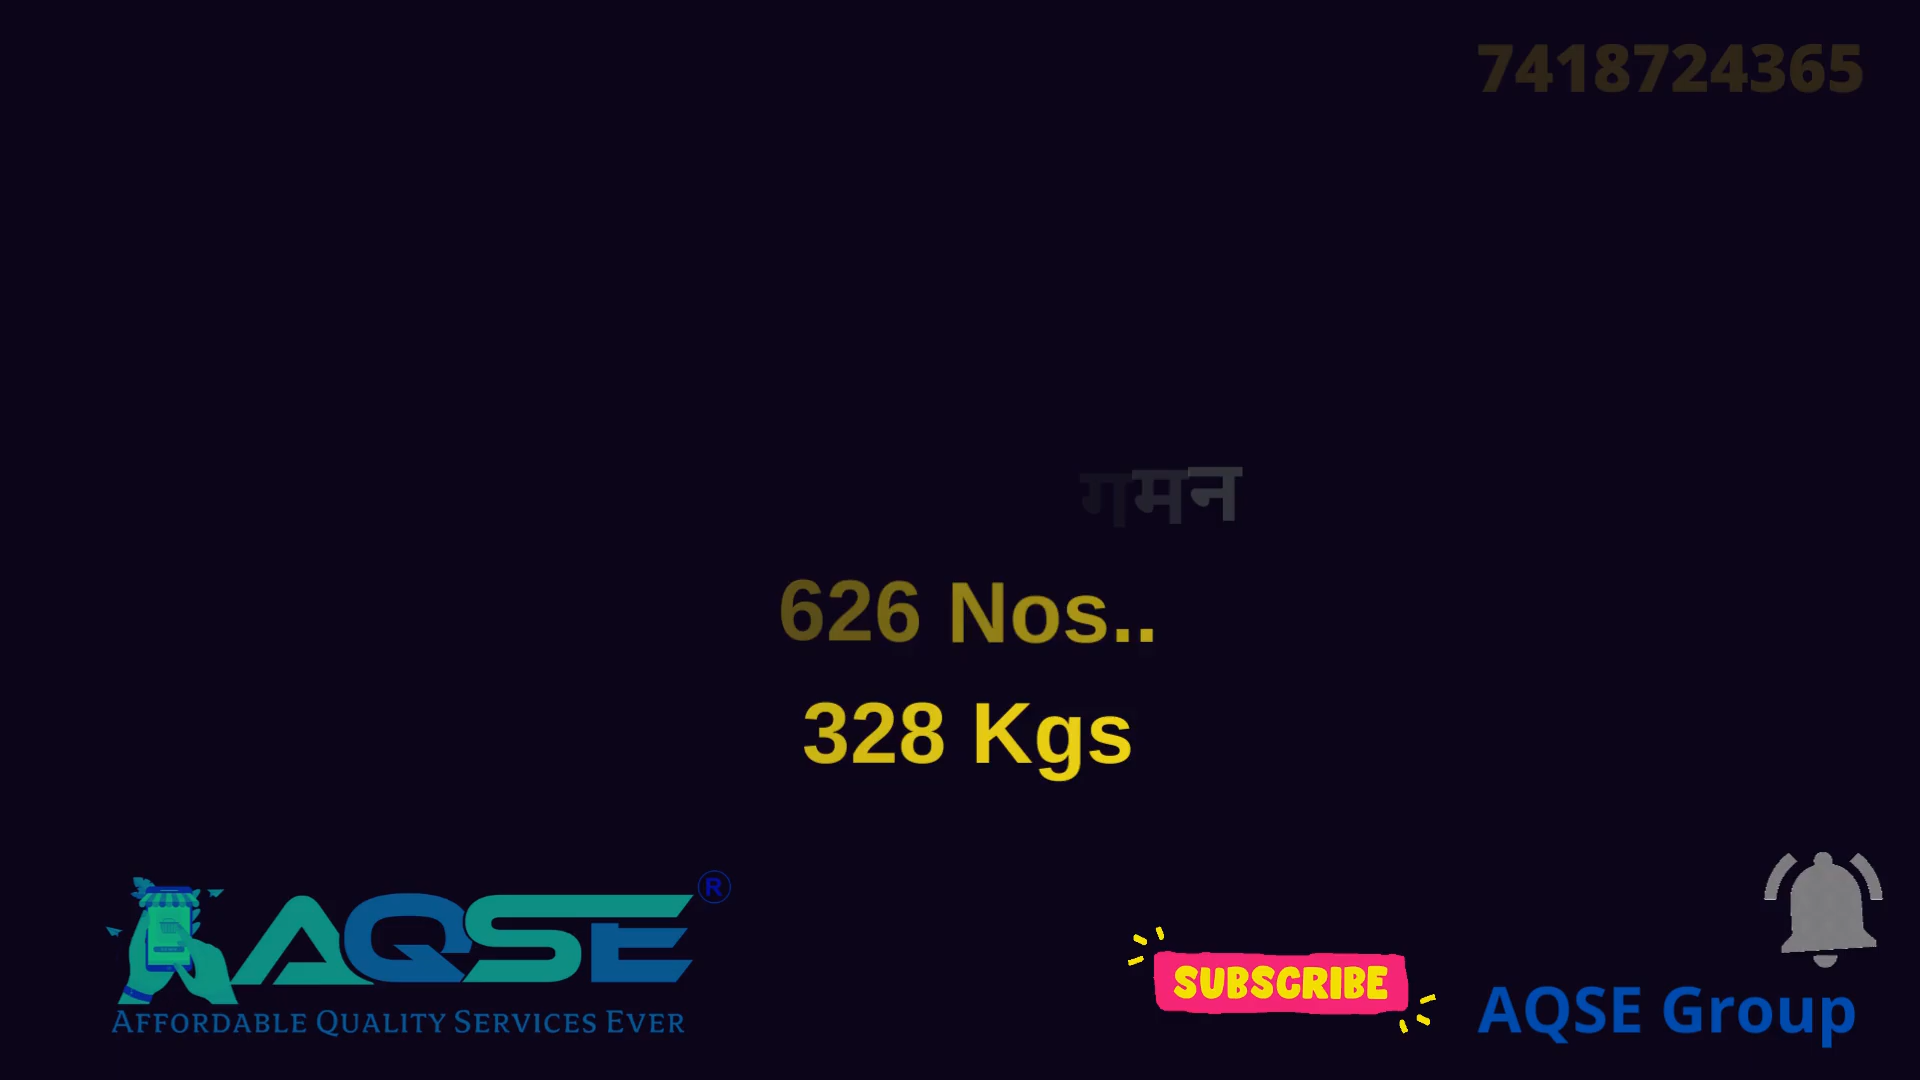 7418724365
गमन
626 Nos..
328 Kgs
AQSE ®
AFFORDABLE QUALITY SERVICES EVER
SUBSCRIBE
AQSE Group